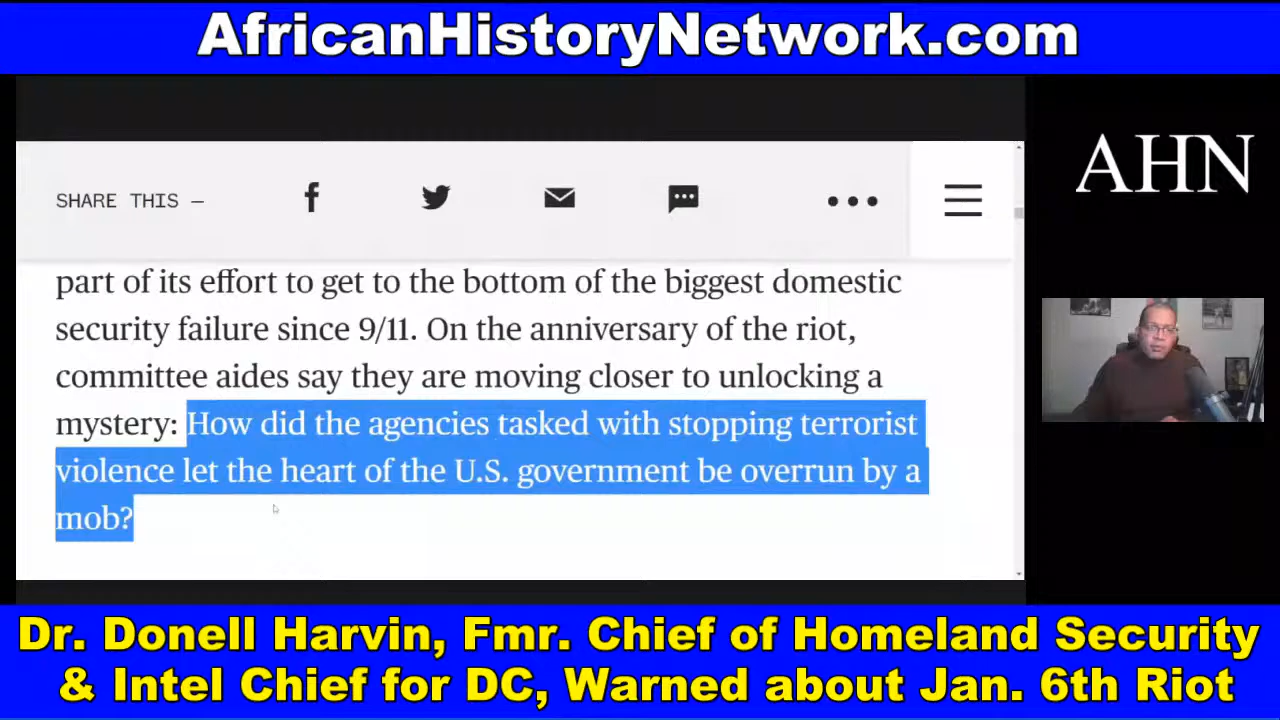 AfricanHistoryNetwork.com
AHN
SHARE THIS —
part of its effort to get to the bottom of the biggest domestic
security failure since 9/11. On the anniversary of the riot,
committee aides say they are moving closer to unlocking a
mystery: How did the agencies tasked with stopping terrorist
violence let the heart of the U.S. government be overrun by a
mob?
Dr. Donell Harvin, Fmr. Chief of Homeland Security
& Intel Chief for DC, Warned about Jan. 6th Riot